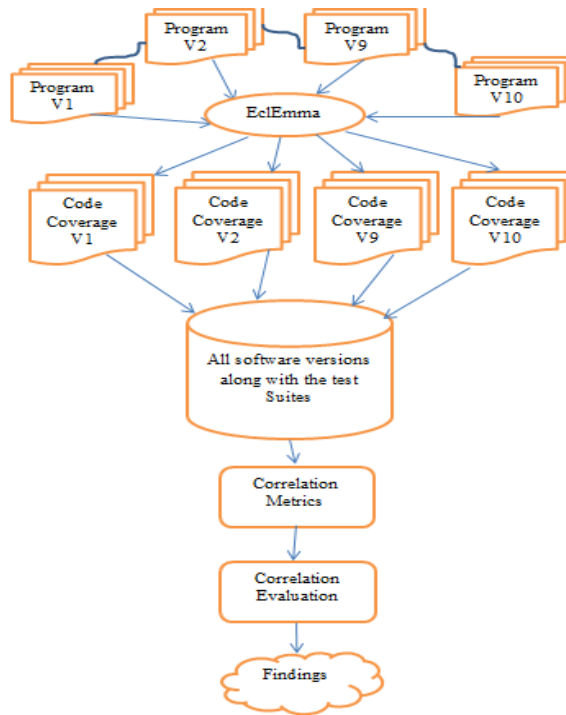 Program
V2
Program
V9
Program
V1
Program
V10
EclEmma
Code
Coverage
V1
Code
Coverage
V2
Code
Coverage
V9
Code
Coverage
V10
All software versions
along with the test
Suites
Correlation
Metrics
Correlation
Evaluation
Findings